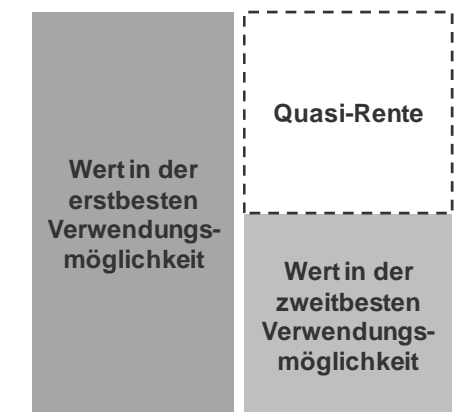 Wert in der
erstbesten
Verwendungs-
möglichkeit
Quasi-Rente
Wert in der
zweitbesten
Verwendungs-
möglichkeit